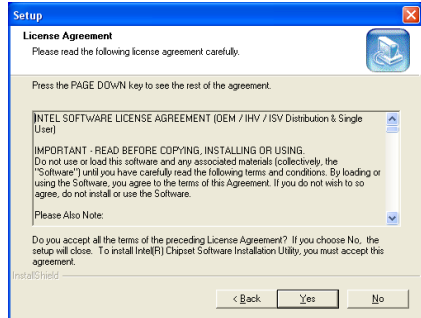 Setup
License Agreement
Please read the following license agreement carefully.
Press the PAGE DOWN key to see the rest of the agreement.
INTEL SOFTWARE LICENSE AGREEMENT (OEM / IHV / ISV Distribution & Single
User)
IMPORTANT - READ BEFORE COPYING, INSTALLING OR USING.
Do not use or load this software and any associated materials (collectively, the
"Software") until you have carefully read the following terms and conditions. By loading or
using the Software, you agree to the terms of this Agreement. If you do not wish to so
agree, do not install or use the Software.
Please Also Note:
Do you accept all the terms of the preceding License Agreement? If you choose No, the
setup will close. To install Intel(R) Chipset Software Installation Utility, you must accept this
agreement.
InstallShield
< Back Yes No